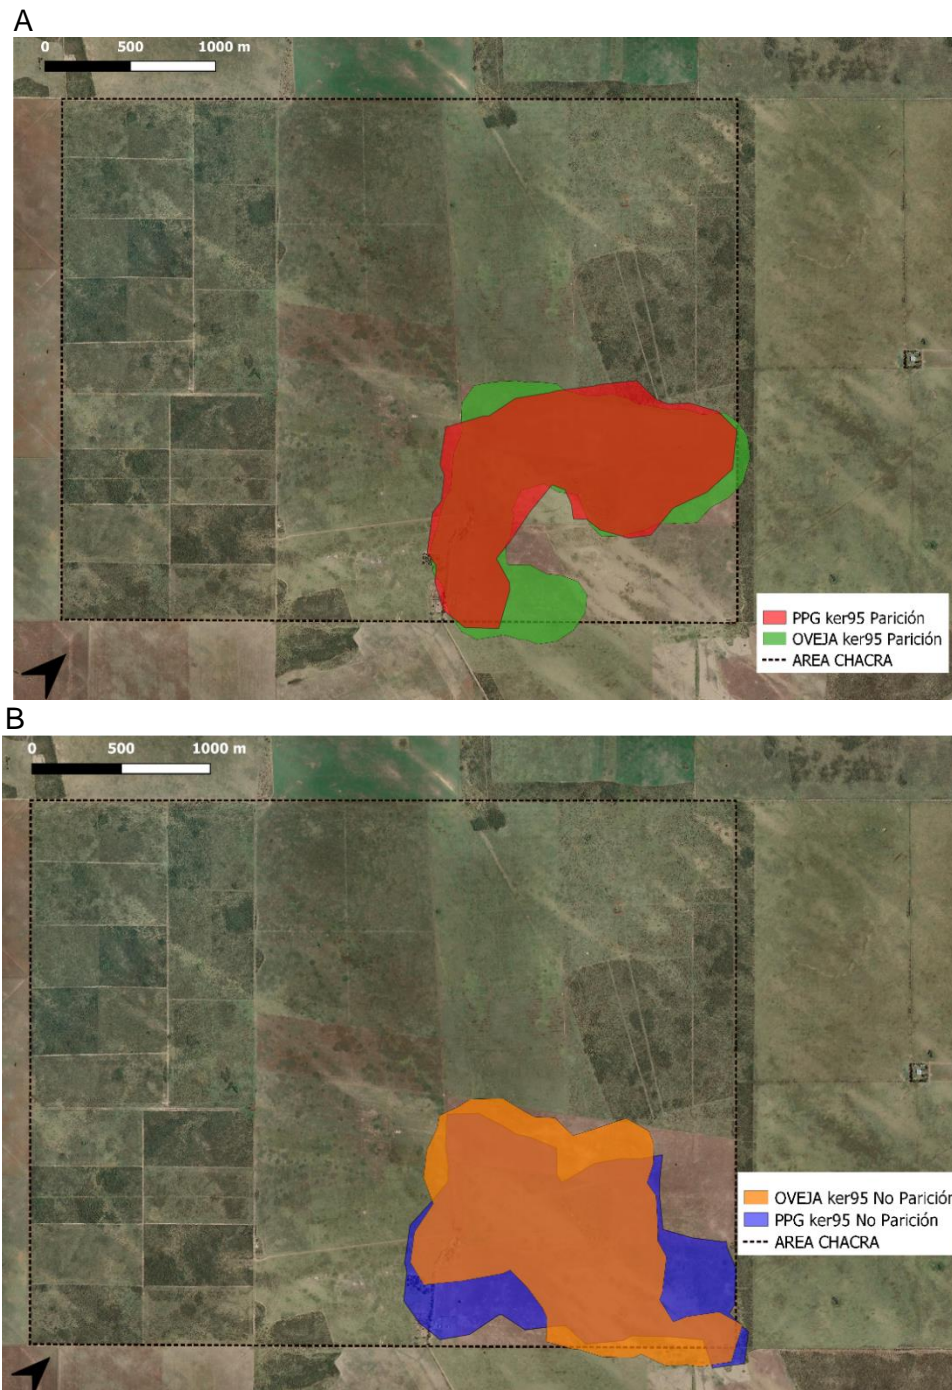 A
0 500 1000 m
PPG ker95 Parición
OVEJA ker95 Parición
AREA CHACRA
B
0 500 1000 m
OVEJA ker95 No Parición
PPG ker95 No Parición
AREA CHACRA